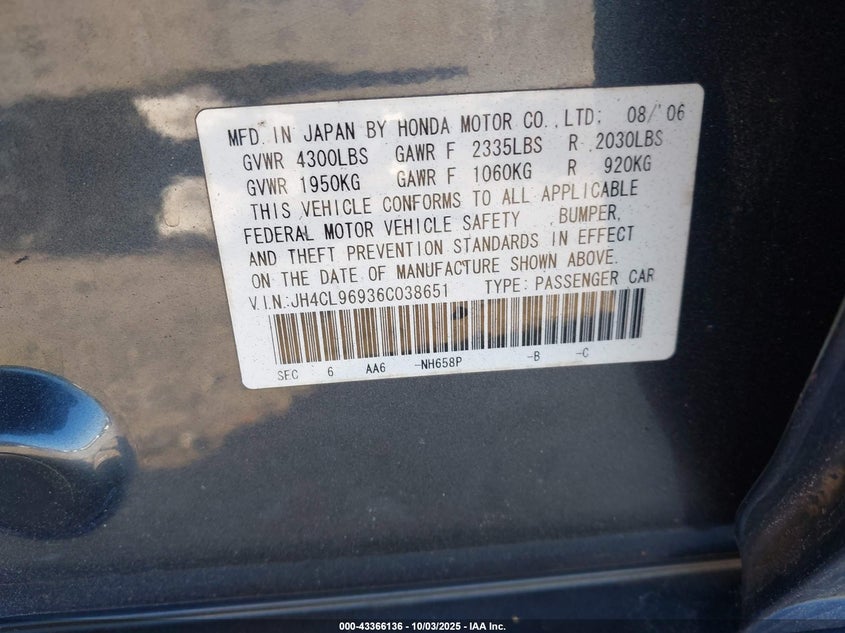 MFD. IN JAPAN BY HONDA MOTOR CO.,LTD; 08/'06
GVWR 4300LBS GAWR F 2335LBS R 2030LBS
GVWR 1950KG GAWR F 1060KG R 920KG
THIS VEHICLE CONFORMS TO ALL APPLICABLE
FEDERAL MOTOR VEHICLE SAFETY ,BUMPER,
AND THEFT PREVENTION STANDARDS IN EFFECT
ON THE DATE OF MANUFACTURE SHOWN ABOVE.
V.I.N.:JH4CL96936C038651 TYPE: PASSENGER CAR
SEC 6 AA6 -NH658P -B -C
000-43366136 - 10/03/2025 - IAA Inc.